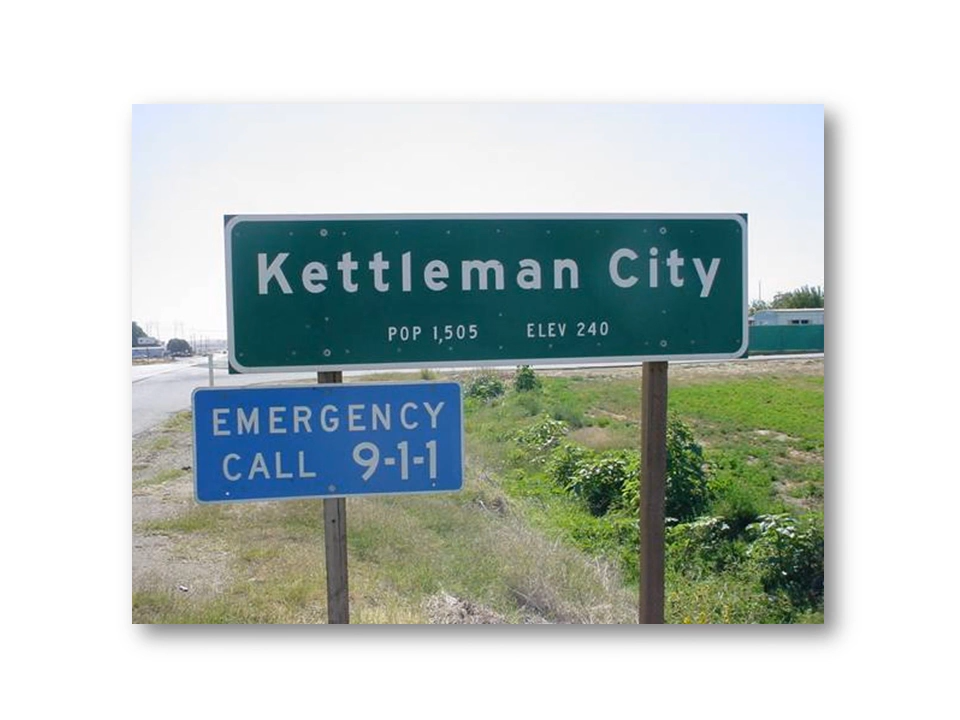 Kettleman City
POP 1,505 ELEV 240
EMERGENCY
CALL 9-1-1